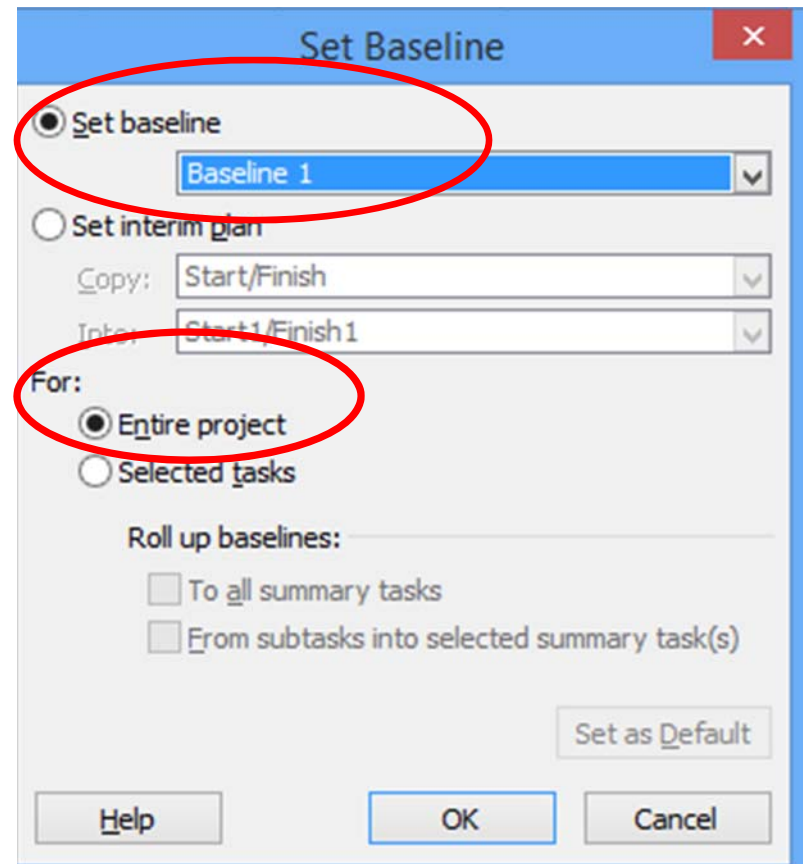 Set Baseline
Set baseline
Baseline 1
Set interim plan
Copy: Start/Finish
Into: Start1/Finish1
For:
Entire project
Selected tasks
Roll up baselines:
To all summary tasks
From subtasks into selected summary task(s)
Set as Default
Help OK Cancel